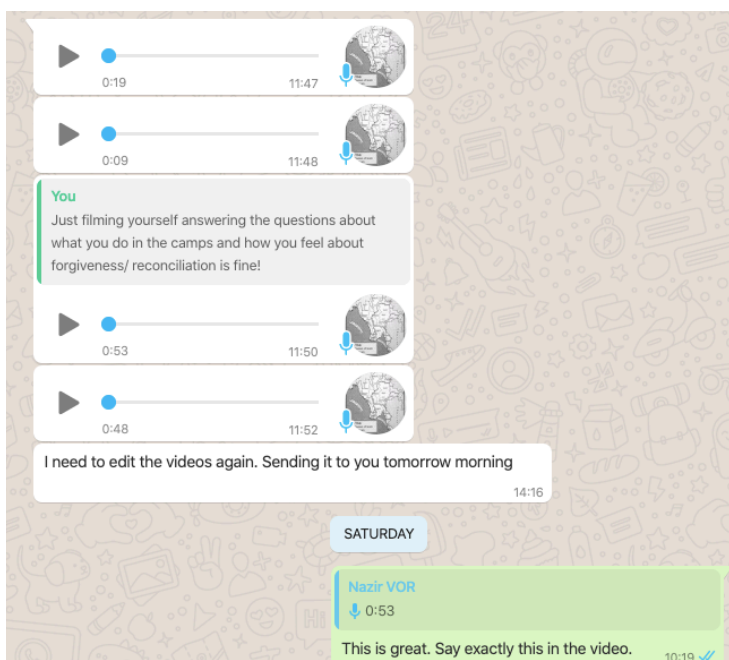 0:19 11:47
0:09 11:48
You
Just filming yourself answering the questions about
what you do in the camps and how you feel about
forgiveness/ reconciliation is fine!
0:53 11:50
0:48 11:52
I need to edit the videos again. Sending it to you tomorrow morning
14:16
SATURDAY
Nazir VOR
0:53
This is great. Say exactly this in the video.
10:19